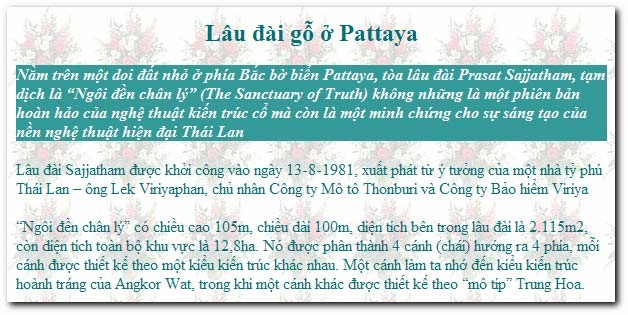 Lâu đài gỗ ở Pattaya
Nằm trên một doi đất nhỏ ở phía Bắc bờ biển Pattaya, tòa lâu đài Prasat Sajjatham, tạm
dịch là “Ngôi đền chân lý” (The Sanctuary of Truth) không những là một phiên bản
hoàn hảo của nghệ thuật kiến trúc cổ mà còn là một minh chứng cho sự sáng tạo của
nền nghệ thuật hiện đại Thái Lan
Lâu đài Sajjatham được khởi công vào ngày 13-8-1981, xuất phát từ ý tưởng của một nhà tỷ phú
Thái Lan – ông Lek Viriyaphan, chủ nhân Công ty Mô tô Thonburi và Công ty Bảo hiểm Viriya
“Ngôi đền chân lý” có chiều cao 105m, chiều dài 100m, diện tích bên trong lâu đài là 2.115m2,
còn diện tích toàn bộ khu vực là 12,8ha. Nó được phân thành 4 cánh (chái) hướng ra 4 phía, mỗi
cánh được thiết kế theo một kiểu kiến trúc khác nhau. Một cánh làm ta nhớ đến kiểu kiến trúc
hoành tráng của Angkor Wat, trong khi một cánh khác được thiết kế theo “mô típ” Trung Hoa.